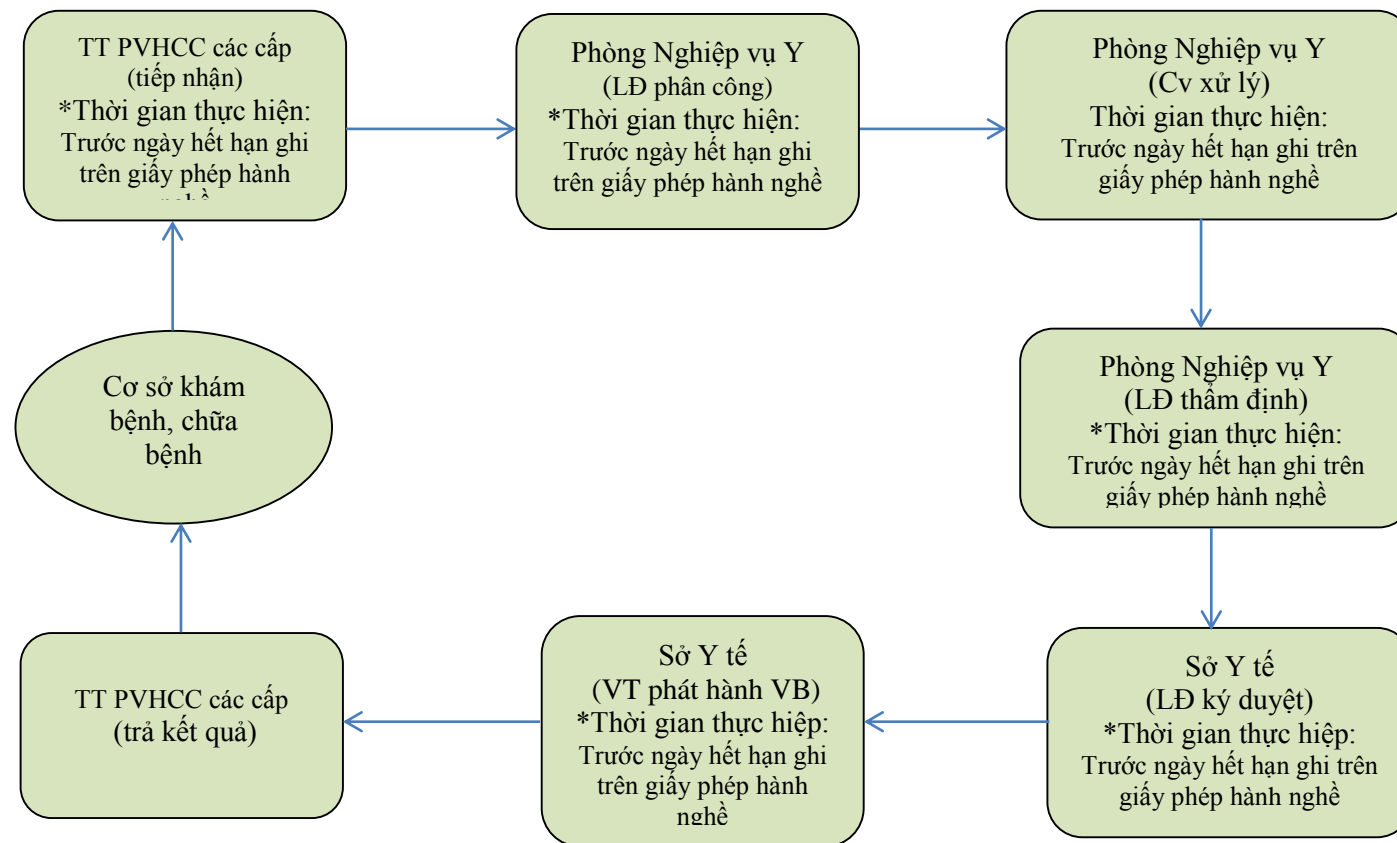 TT PVHCC các cấp
(tiếp nhận)
*Thời gian thực hiện:
Trước ngày hết hạn ghi
trên giấy phép hành
nghề
Phòng Nghiệp vụ Y
(LĐ phân công)
*Thời gian thực hiện:
Trước ngày hết hạn ghi
trên giấy phép hành nghề
Phòng Nghiệp vụ Y
(Cv xử lý)
Thời gian thực hiện:
Trước ngày hết hạn ghi trên
giấy phép hành nghề
Phòng Nghiệp vụ Y
(LĐ thẩm định)
*Thời gian thực hiện:
Trước ngày hết hạn ghi trên
giấy phép hành nghề
Sở Y tế
(LĐ ký duyệt)
*Thời gian thực hiệp:
Trước ngày hết hạn ghi trên
giấy phép hành nghề
Sở Y tế
(VT phát hành VB)
*Thời gian thực hiệp:
Trước ngày hết hạn ghi
trên giấy phép hành
nghề
TT PVHCC các cấp
(trả kết quả)
Cơ sở khám
bệnh, chữa
bệnh